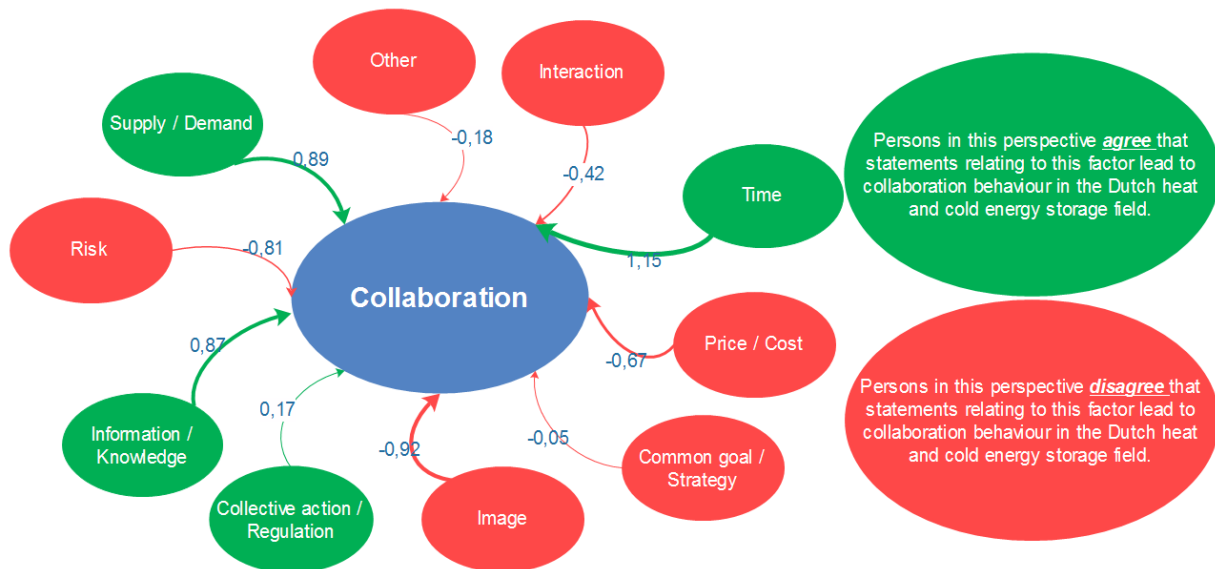 Other
Interaction
Supply / Demand
-0,18
0,89
-0,42
Time
Persons in this perspective agree that
statements relating to this factor lead to
collaboration behaviour in the Dutch heat
and cold energy storage field.
Risk
-0,81
1,15
Collaboration
0,87
Price / Cost
-0,67
Information /
Knowledge
0,17
-0,92
-0,05
Collective action /
Regulation
Image
Common goal /
Strategy
Persons in this perspective disagree that
statements relating to this factor lead to
collaboration behaviour in the Dutch heat
and cold energy storage field.